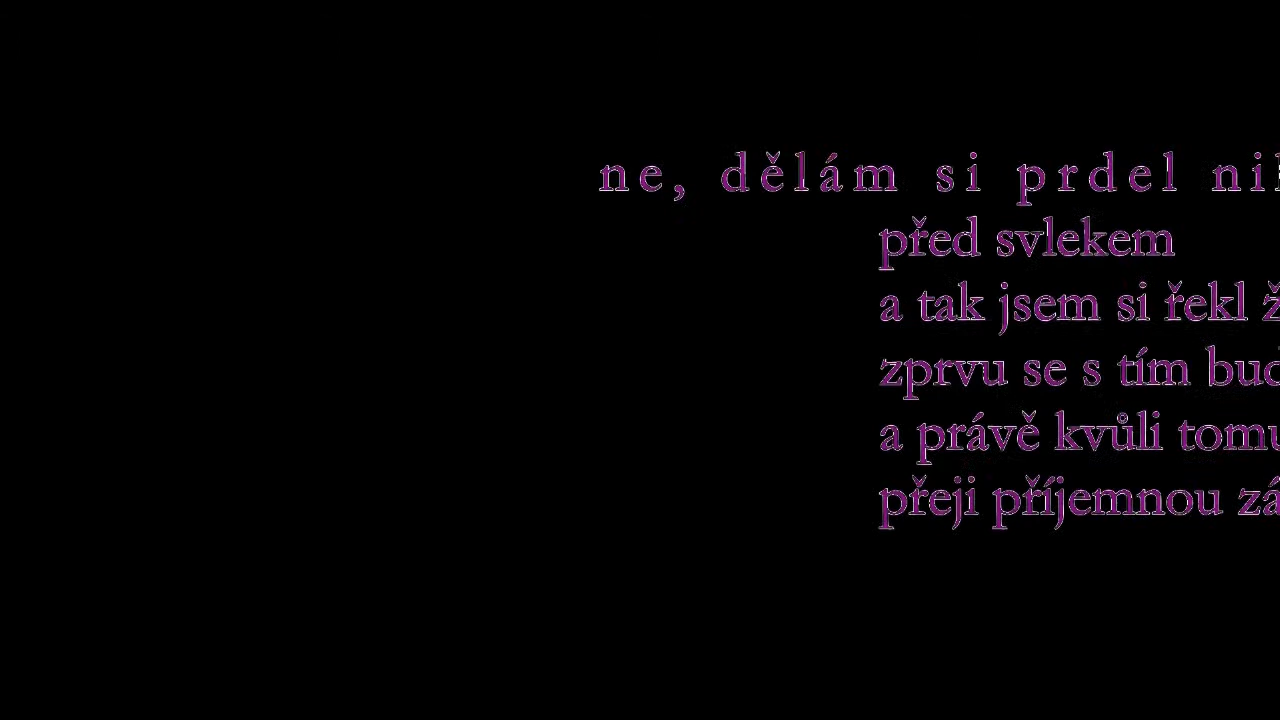 ne, dělám si prdel
před svlekem
a tak jsem si řekl
zprvu se s tím
a právě kvůli
přeji příjemnou